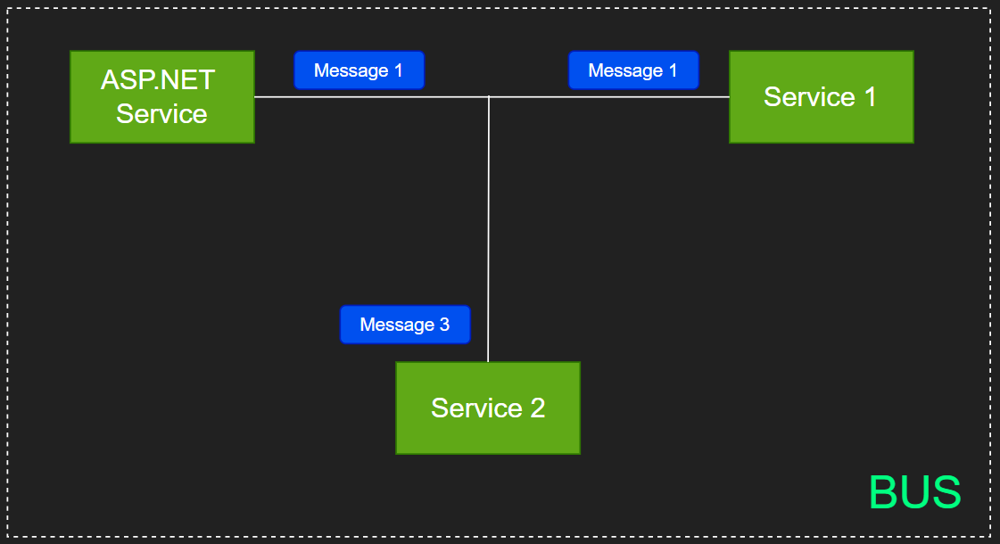 ASP.NET
Service
Message 1
Message 1
Service 1
Message 3
Service 2
BUS